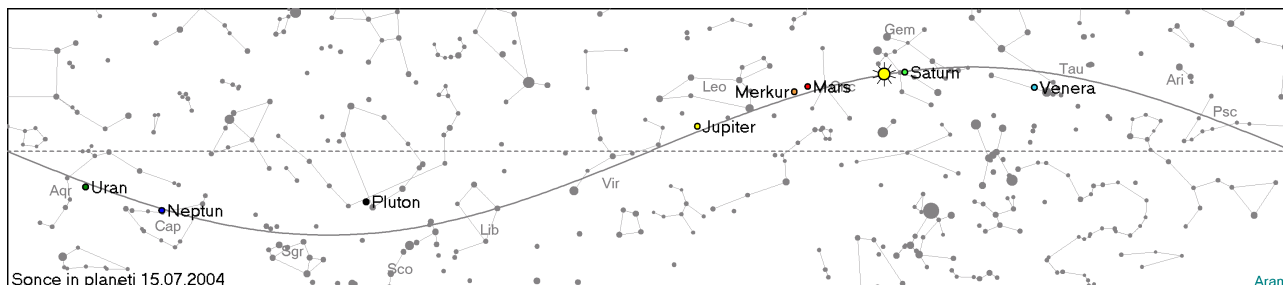 Gem
Saturn
Tau
Ari
Leo
Merkur
Mars
Cnc
Venera
Psc
Jupiter
Vir
Aqr
Uran
Neptun
Cap
Pluton
Lib
Sgr
Sco
Sonce in planeti 15.07.2004
Aran